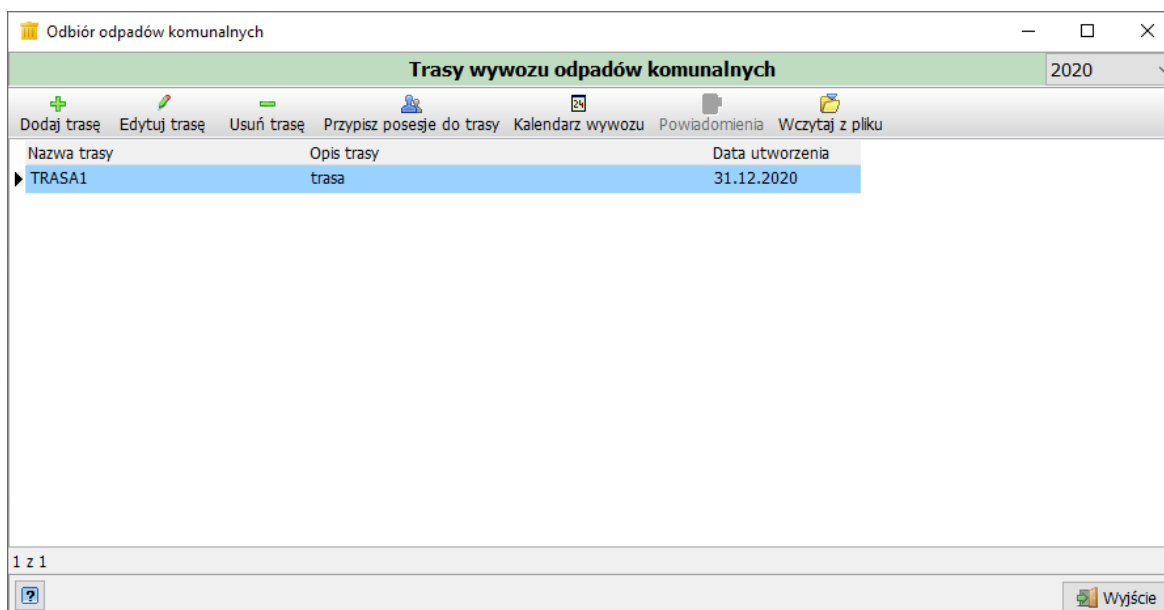 Odbiór odpadów komunalnych
Trasy wywozu odpadów komunalnych 2020
Dodaj trasę Edytuj trasę Usuń trasę Przypisz posesje do trasy 24 Kalendarz wywozu Powiadomienia Wczytaj z pliku
Nazwa trasy Opis trasy Data utworzenia
TRASA1 trasa 31.12.2020
1 z 1
? Wyjście